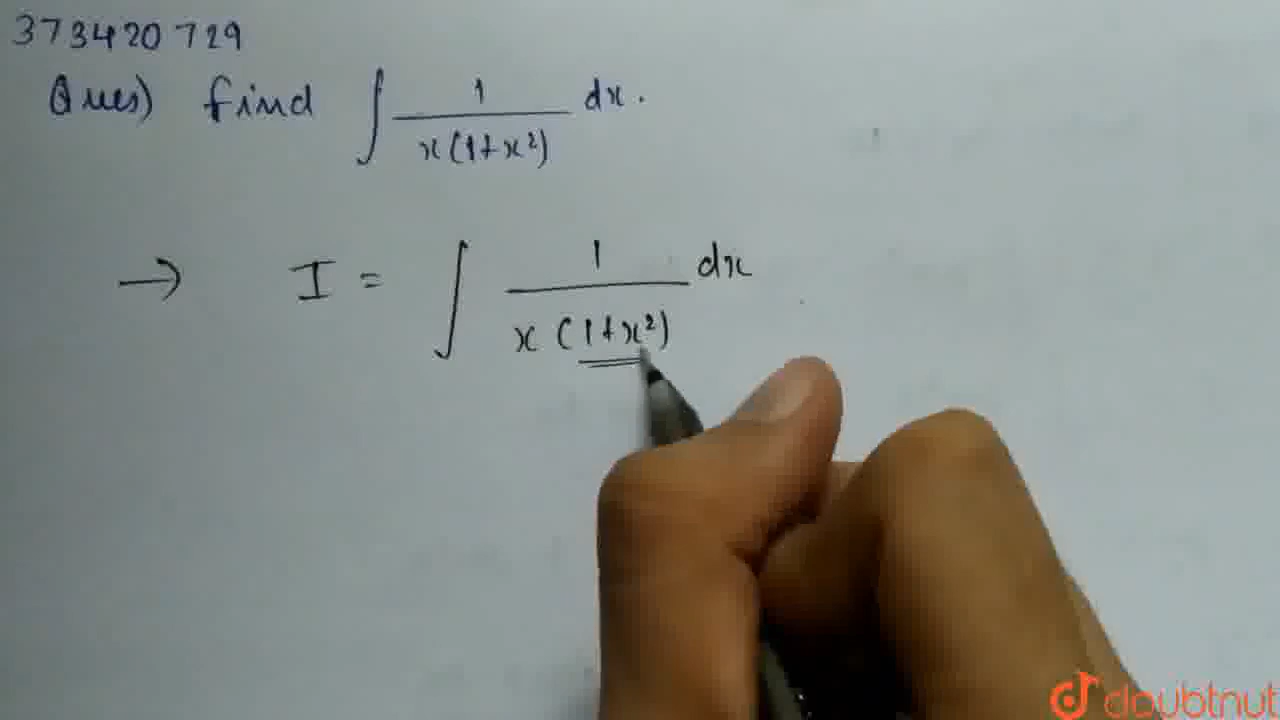 373420729
Ques) find ∫ 1/(x(1+x²)) dx.
→ I = ∫ 1/(x(1+x²)) dx
doubtnut